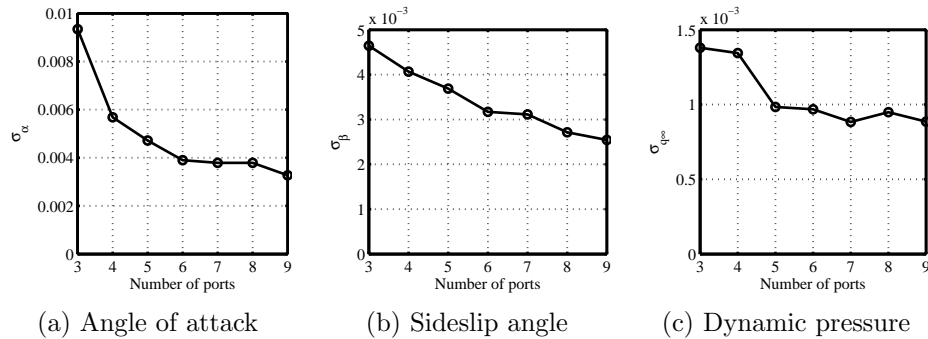 0.01
0.008
0.006
0.004
0.002
0
3 4 5 6 7 8 9
Number of ports
σα
(a) Angle of attack
x 10⁻³
5
4
3
2
1
0
3 4 5 6 7 8 9
Number of ports
σβ
(b) Sideslip angle
x 10⁻³
1.5
1
0.5
0
3 4 5 6 7 8 9
Number of ports
σq∞
(c) Dynamic pressure